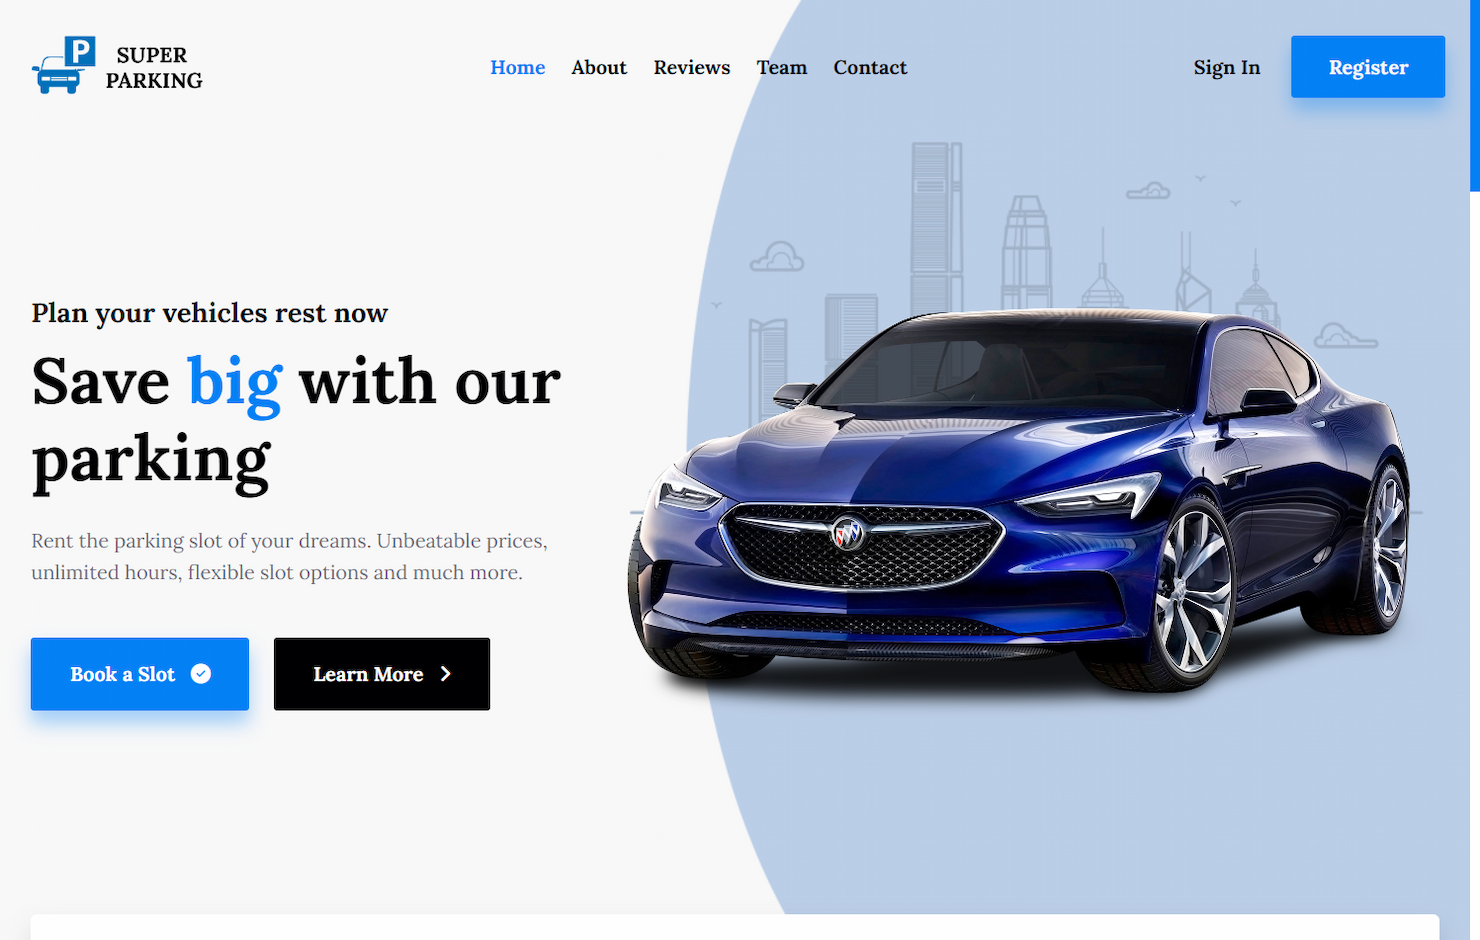 P
SUPER
PARKING
Home About Reviews Team Contact
Sign In
Register
Plan your vehicles rest now
Save big with our
parking
Rent the parking slot of your dreams. Unbeatable prices,
unlimited hours, flexible slot options and much more.
Book a Slot
Learn More